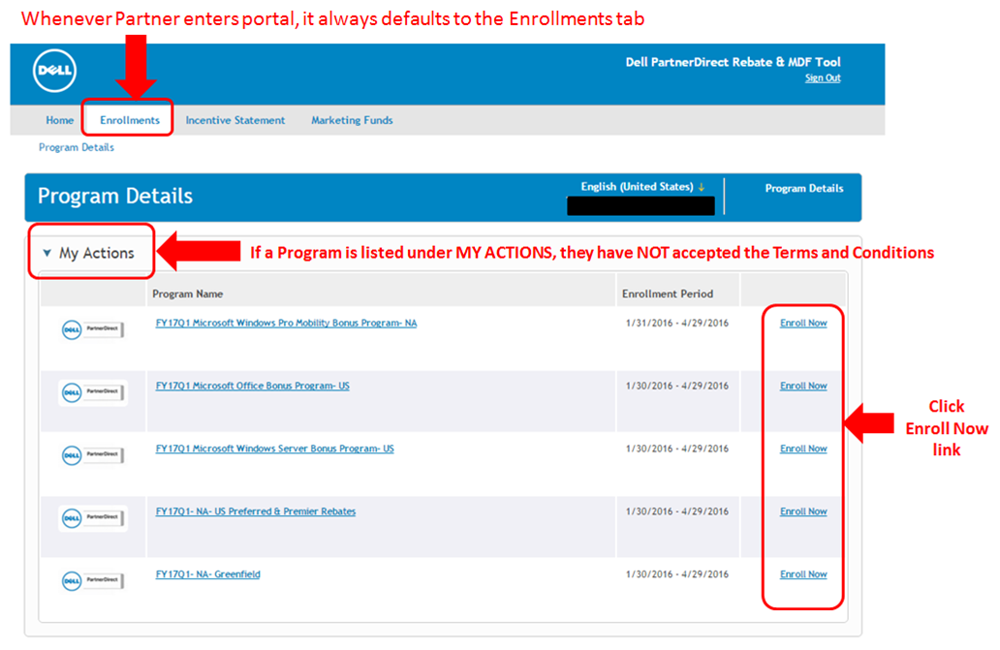 Whenever Partner enters portal, it always defaults to the Enrollments tab
DELL
Dell PartnerDirect Rebate & MDF Tool
Sign Out
Home Enrollments Incentive Statement Marketing Funds
Program Details
Program Details
English (United States) ↓
Program Details
My Actions
If a Program is listed under MY ACTIONS, they have NOT accepted the Terms and Conditions
Program Name Enrollment Period
DELL PartnerDirect FY17Q1 Microsoft Windows Pro Mobility Bonus Program- NA 1/31/2016 - 4/29/2016 Enroll Now
DELL PartnerDirect FY17Q1 Microsoft Office Bonus Program- US 1/30/2016 - 4/29/2016 Enroll Now
DELL PartnerDirect FY17Q1 Microsoft Windows Server Bonus Program- US 1/30/2016 - 4/29/2016 Enroll Now
DELL PartnerDirect FY17Q1- NA- US Preferred & Premier Rebates 1/30/2016 - 4/29/2016 Enroll Now
DELL PartnerDirect FY17Q1- NA- Greenfield 1/30/2016 - 4/29/2016 Enroll Now
Click
Enroll Now
link